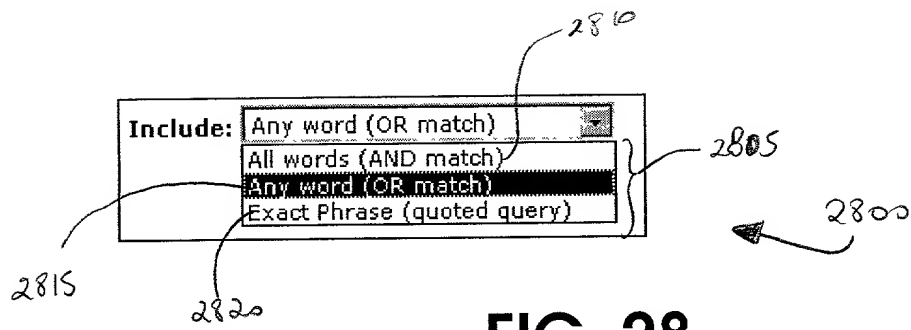 2810
Include: Any word (OR match)
All words (AND match)
2805
Any word (OR match)
Exact Phrase (quoted query)
2800
2815
2820
FIG. 28